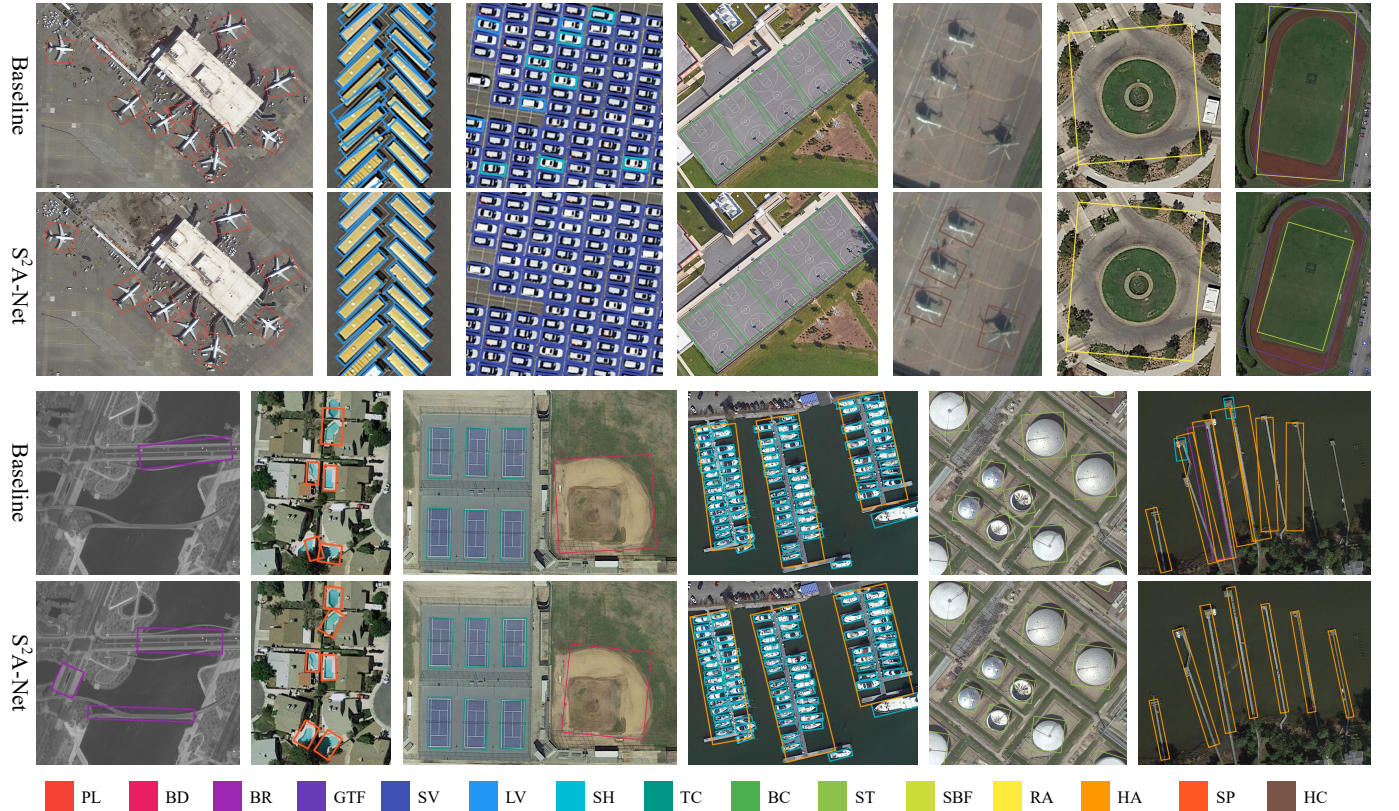 Baseline
S²A-Net
Baseline
S²A-Net
PL BD BR GTF SV LV SH TC BC ST SBF RA HA SP HC